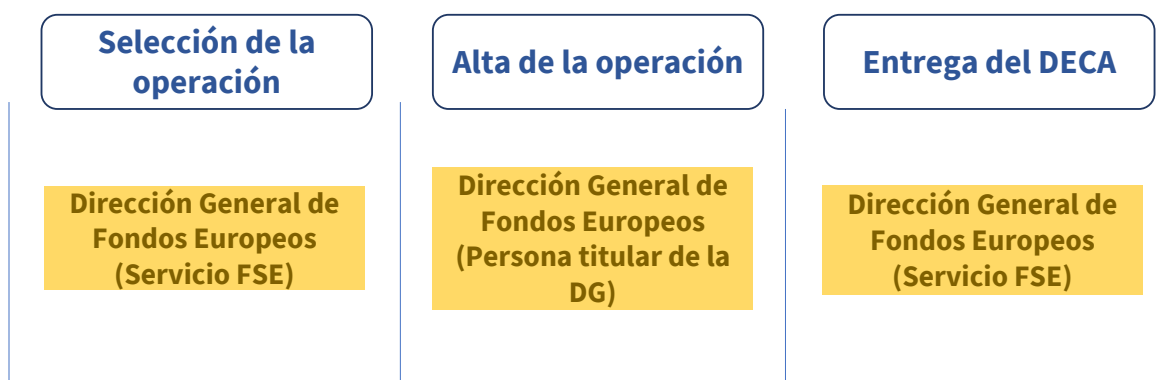 Selección de la
operación
Alta de la operación
Entrega del DECA
Dirección General de
Fondos Europeos
(Servicio FSE)
Dirección General de
Fondos Europeos
(Persona titular de la
DG)
Dirección General de
Fondos Europeos
(Servicio FSE)